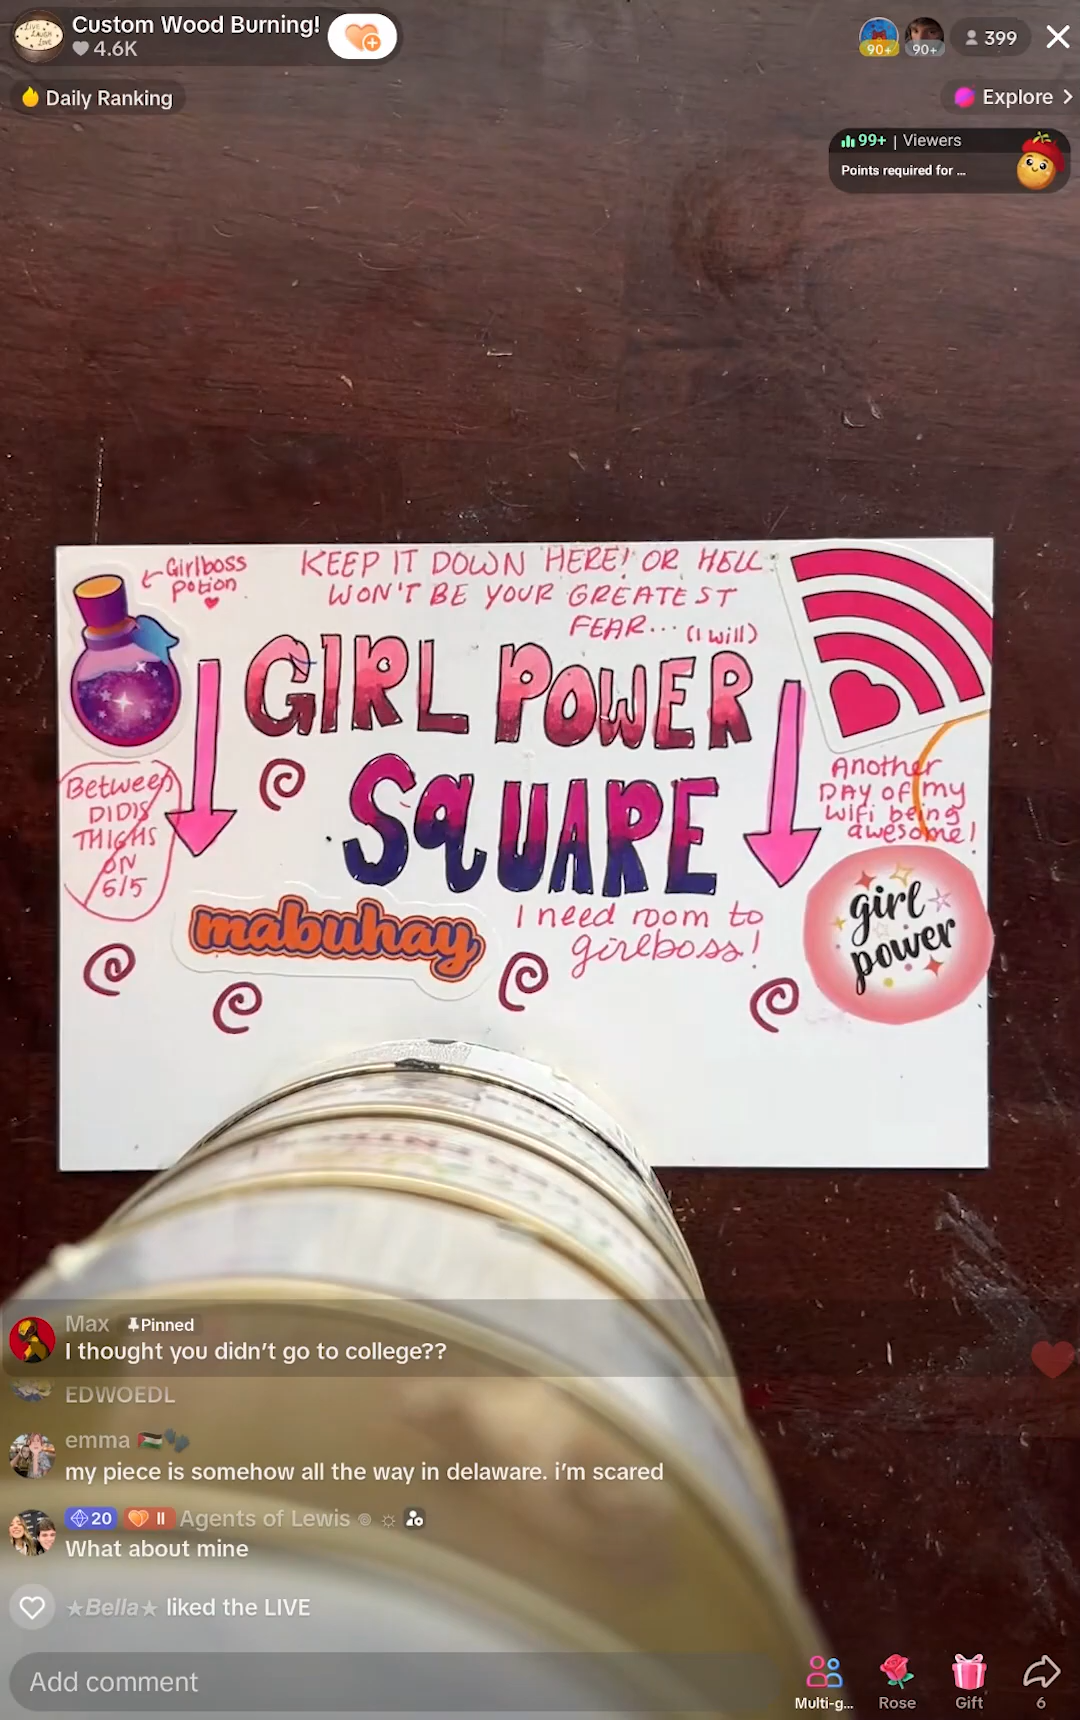 Custom Wood Burning!
4.6K
90+
90+
399
Daily Ranking
Explore
99+ | Viewers
Points required for ...
Girlboss
potion
KEEP IT DOWN HERE! OR HELL
WON'T BE YOUR GREATEST
FEAR... (I will)
GIRL POWER
SQUARE
Between
DIDIS
THIGHS
ON
6/5
Another
DAY OF my
wifi being
awesome!
mabuhay
I need room to
girlboss!
girl
power
Max Pinned
I thought you didn't go to college??
EDWOEDL
emma
my piece is somehow all the way in delaware. i'm scared
20 II Agents of Lewis
What about mine
★Bella★ liked the LIVE
Add comment
Multi-g...
Rose
Gift
6